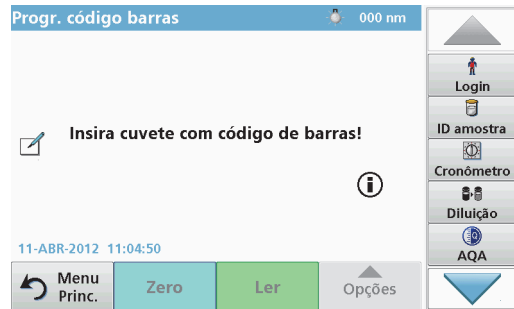 Progr. código barras
000 nm
Insira cuvete com código de barras!
11-ABR-2012 11:04:50
Menu
Princ.
Zero
Ler
Opções
Login
ID amostra
Cronômetro
Diluição
AQA